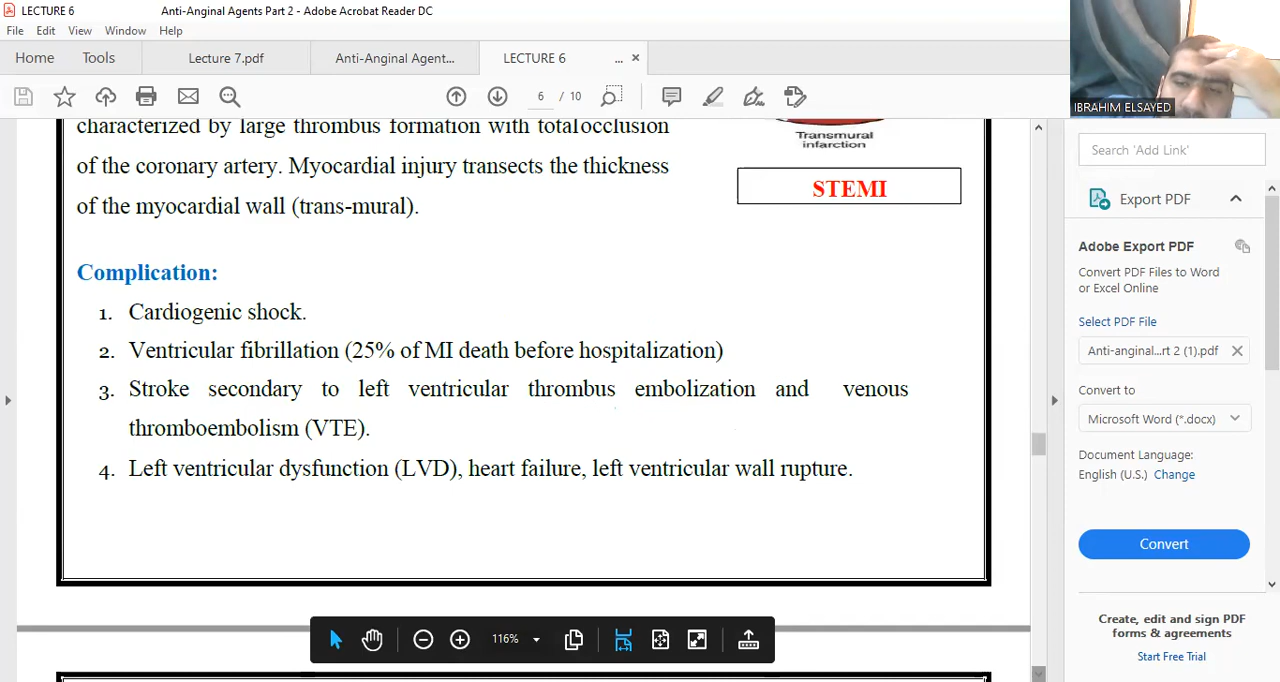 LECTURE 6 Anti-Anginal Agents Part 2 - Adobe Acrobat Reader DC
File Edit View Window Help
Home Tools Lecture 7.pdf Anti-Anginal Agent... LECTURE 6 ... ×
6 / 10
IBRAHIM ELSAYED
characterized by large thrombus formation with total occlusion
of the coronary artery. Myocardial injury transects the thickness
of the myocardial wall (trans-mural).
Transmural
infarction
STEMI
Complication:
1. Cardiogenic shock.
2. Ventricular fibrillation (25% of MI death before hospitalization)
3. Stroke secondary to left ventricular thrombus embolization and venous
thromboembolism (VTE).
4. Left ventricular dysfunction (LVD), heart failure, left ventricular wall rupture.
116%
Search 'Add Link'
Export PDF
Adobe Export PDF
Convert PDF Files to Word
or Excel Online
Select PDF File
Anti-anginal...rt 2 (1).pdf
Convert to
Microsoft Word (*.docx)
Document Language:
English (U.S.) Change
Convert
Create, edit and sign PDF
forms & agreements
Start Free Trial